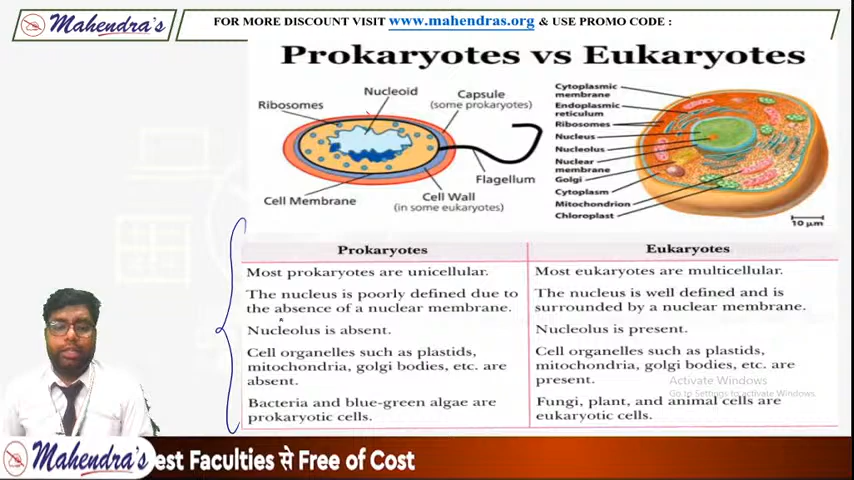 Mahendra's
FOR MORE DISCOUNT VISIT www.mahendras.org & USE PROMO CODE :
Prokaryotes vs Eukaryotes
Nucleoid
Ribosomes
Capsule
(some prokaryotes)
Flagellum
Cell Membrane
Cell Wall
(in some eukaryotes)
Cytoplasmic
membrane
Endoplasmic
reticulum
Ribosomes
Nucleus
Nucleolus
Nuclear
membrane
Golgi
Cytoplasm
Mitochondrion
Chloroplast
10 μm
Prokaryotes
Most prokaryotes are unicellular.
The nucleus is poorly defined due to
the absence of a nuclear membrane.
Nucleolus is absent.
Cell organelles such as plastids,
mitochondria, golgi bodies, etc. are
absent.
Bacteria and blue-green algae are
prokaryotic cells.
Eukaryotes
Most eukaryotes are multicellular.
The nucleus is well defined and is
surrounded by a nuclear membrane.
Nucleolus is present.
Cell organelles such as plastids,
mitochondria, golgi bodies, etc. are
present.
Fungi, plant, and animal cells are
eukaryotic cells.
Activate Windows
Go to Settings to activate Windows.
Mahendra's
est Faculties से Free of Cost